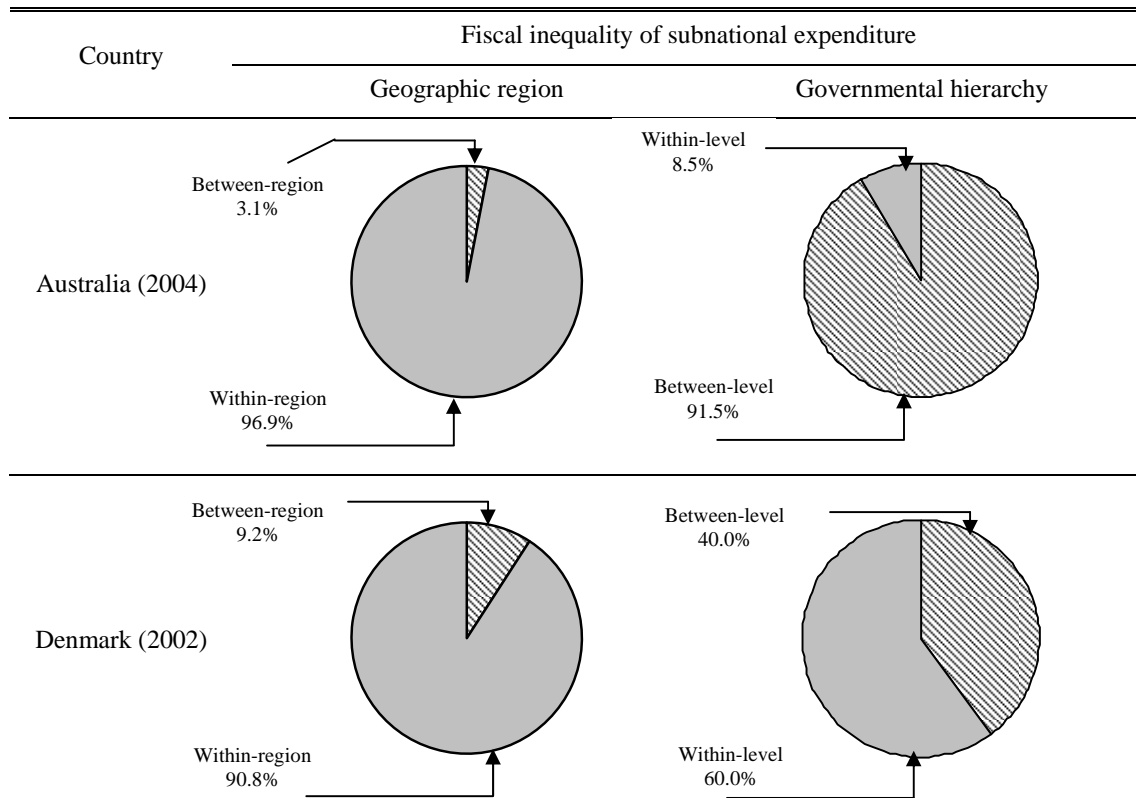 Country
Fiscal inequality of subnational expenditure
Geographic region
Governmental hierarchy
Australia (2004)
Between-region
3.1%
Within-region
96.9%
Within-level
8.5%
Between-level
91.5%
Denmark (2002)
Between-region
9.2%
Within-region
90.8%
Between-level
40.0%
Within-level
60.0%